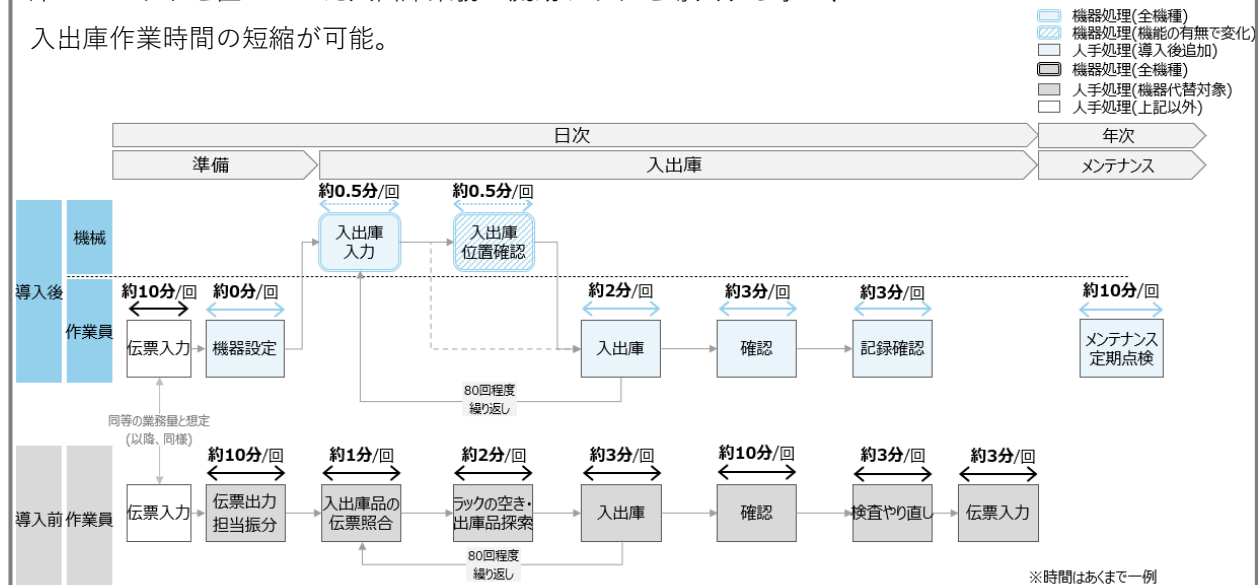 入出庫作業時間の短縮が可能。
機器処理(全機種)
機器処理(機能の有無で変化)
人手処理(導入後追加)
機器処理(全機種)
人手処理(機器代替対象)
人手処理(上記以外)
日次
年次
準備
入出庫
メンテナンス
導入後
機械
約0.5分/回
約0.5分/回
入出庫
入力
入出庫
位置確認
作業員
約10分/回
約0分/回
約2分/回
約3分/回
約3分/回
約10分/回
伝票入力
機器設定
入出庫
確認
記録確認
メンテナンス
定期点検
80回程度
繰り返し
同等の業務量と想定
(以降、同様)
導入前
作業員
約10分/回
約1分/回
約2分/回
約3分/回
約10分/回
約3分/回
約3分/回
伝票入力
伝票出力
担当振分
入出庫品の
伝票照合
ラックの空き・
出庫品探索
入出庫
確認
検査やり直し
伝票入力
80回程度
繰り返し
※時間はあくまで一例